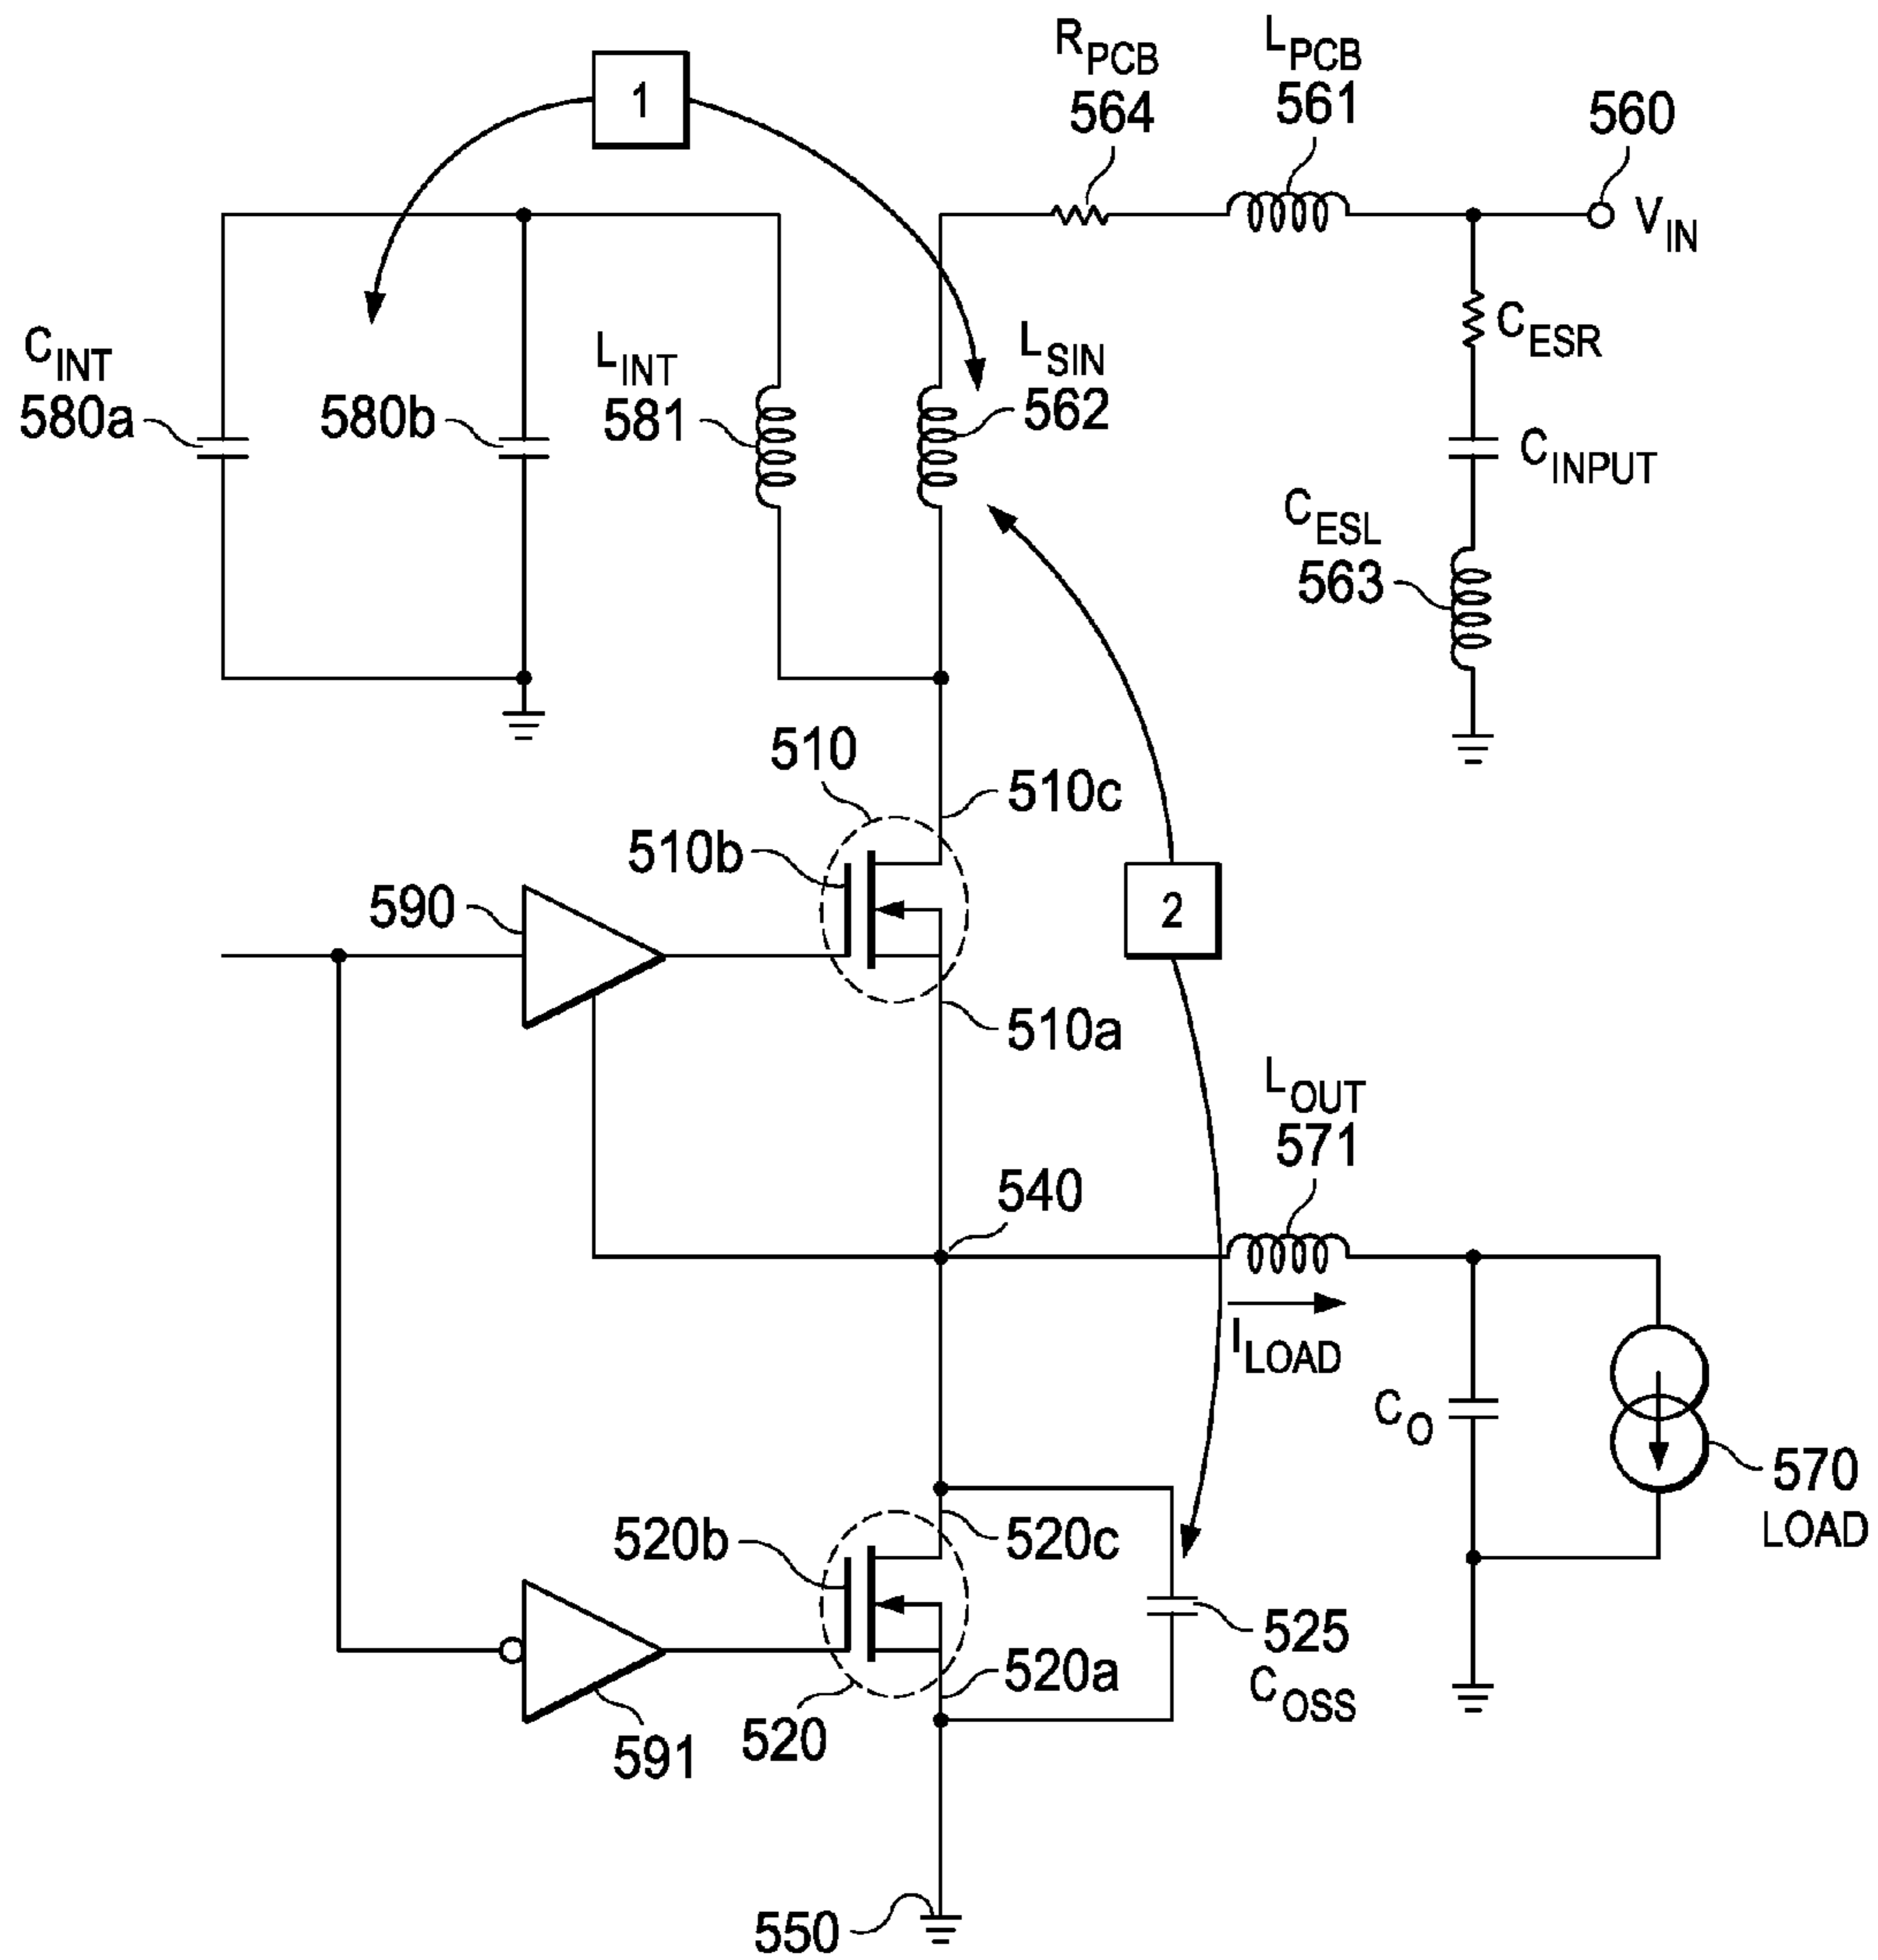 1
R_PCB
564
L_PCB
561
560
V_IN
C_INT
580a
580b
L_INT
581
L_SIN
562
C_ESR
C_INPUT
C_ESL
563
510
510c
510b
590
2
510a
L_OUT
571
540
I_LOAD
C_O
570
LOAD
520b
520c
525
C_OSS
520a
520
591
550